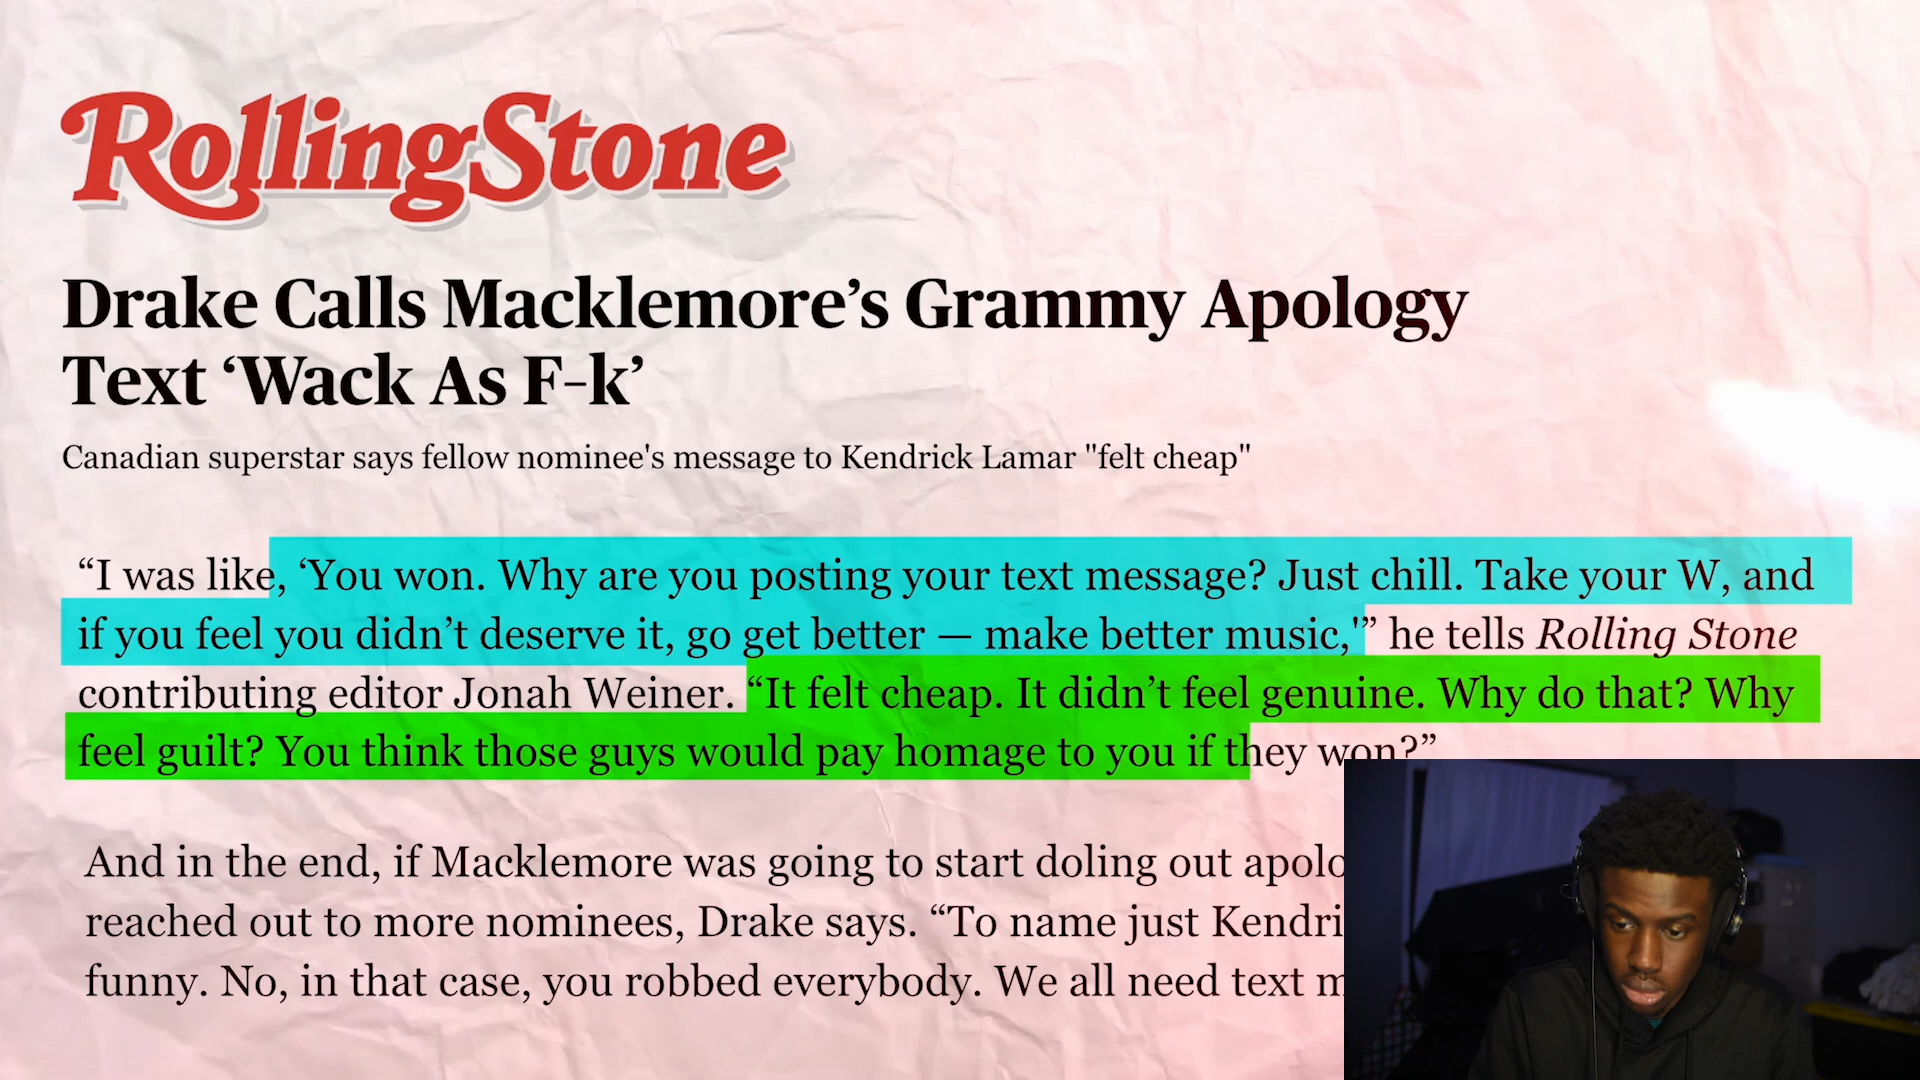 RollingStone
Drake Calls Macklemore’s Grammy Apology
Text ‘Wack As F-k’
Canadian superstar says fellow nominee's message to Kendrick Lamar "felt cheap"
“I was like, ‘You won. Why are you posting your text message? Just chill. Take your W, and
if you feel you didn’t deserve it, go get better — make better music,'” he tells Rolling Stone
contributing editor Jonah Weiner. “It felt cheap. It didn’t feel genuine. Why do that? Why
feel guilt? You think those guys would pay homage to you if they won?”
And in the end, if Macklemore was going to start doling out apolo
reached out to more nominees, Drake says. “To name just Kendri
funny. No, in that case, you robbed everybody. We all need text m